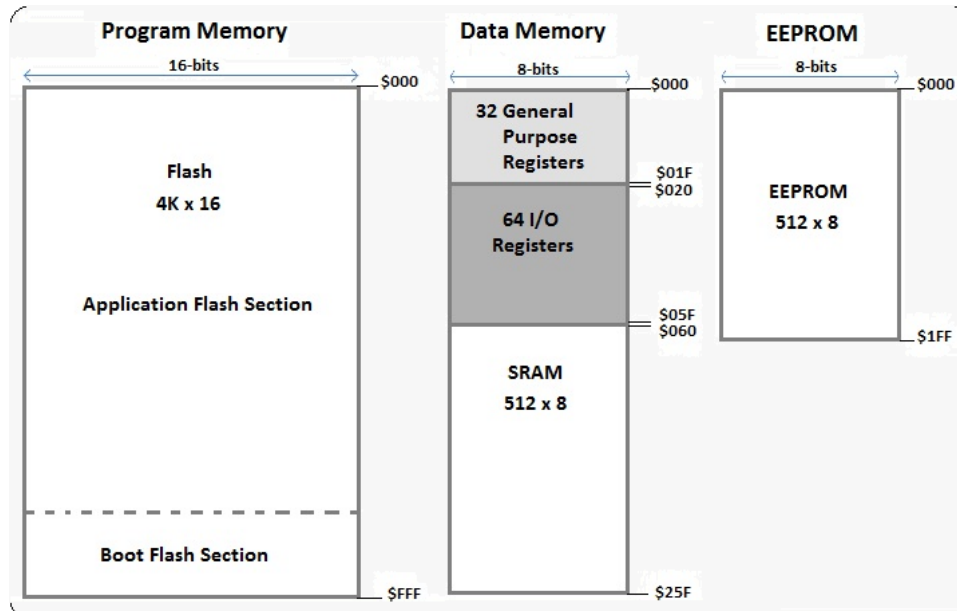 Program Memory
16-bits
$000
Flash
4K x 16
Application Flash Section
Boot Flash Section
$FFF
Data Memory
8-bits
$000
32 General
Purpose
Registers
$01F
$020
64 I/O
Registers
$05F
$060
SRAM
512 x 8
$25F
EEPROM
8-bits
$000
EEPROM
512 x 8
$1FF